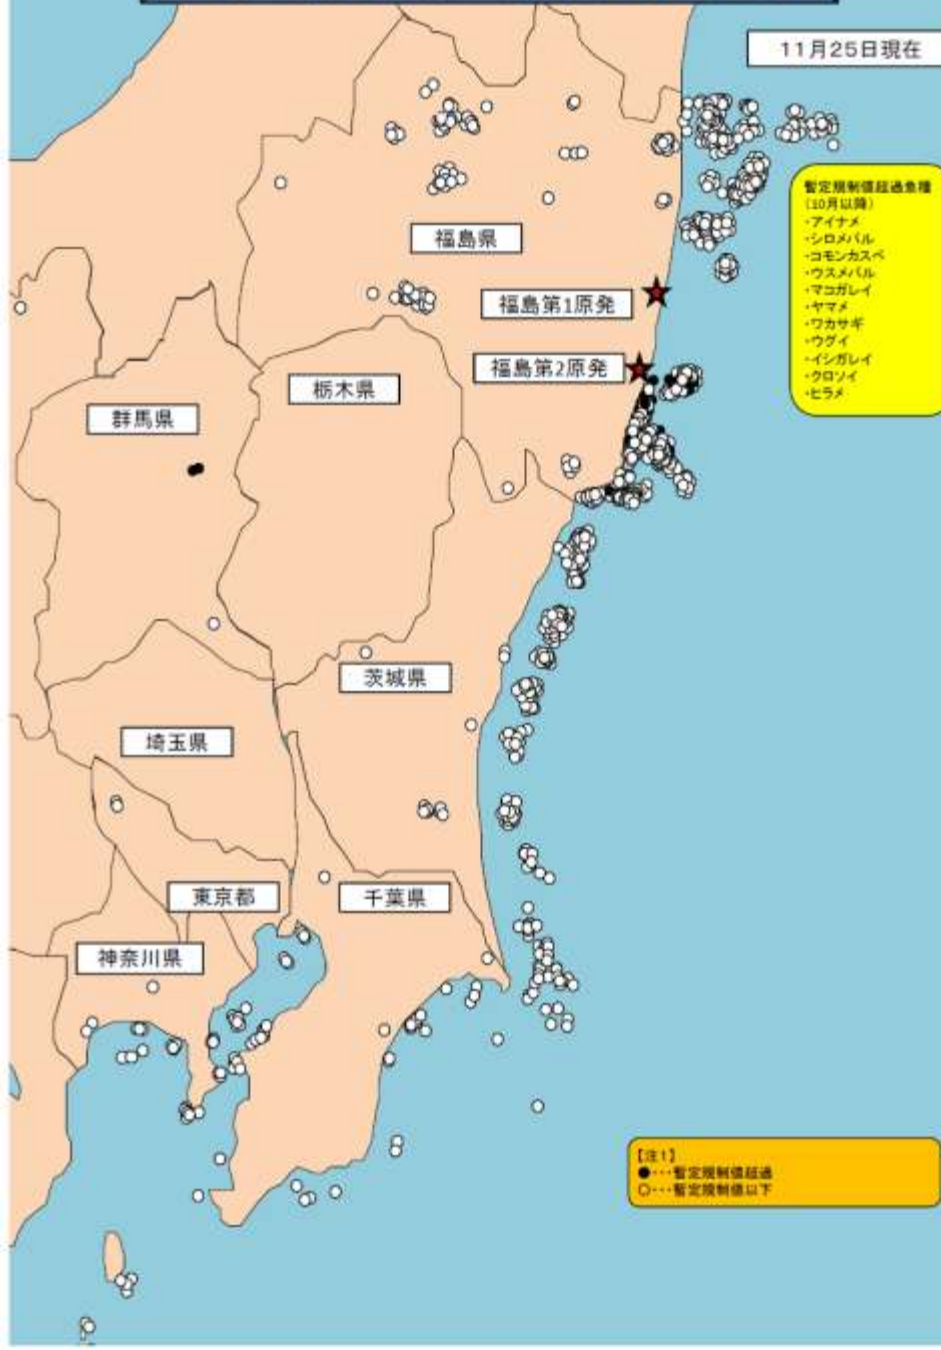 11月25日現在
暫定規制値超過魚種
(10月以降)
・アイナメ
・シロメバル
・コモンカスベ
・ウスメバル
・マコガレイ
・ヤマメ
・ワカサギ
・ウグイ
・イシガレイ
・クロソイ
・ヒラメ
福島県
福島第1原発
福島第2原発
栃木県
群馬県
茨城県
埼玉県
東京都
千葉県
神奈川県
【注1】
●･･･暫定規制値超過
○･･･暫定規制値以下